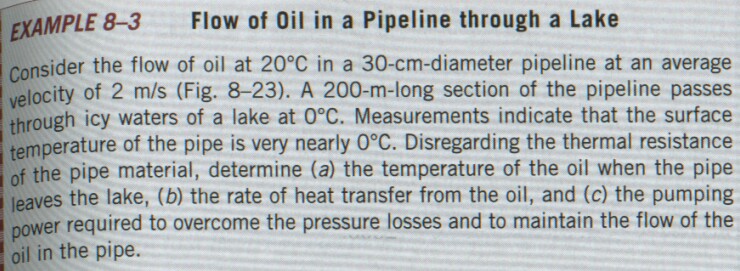 EXAMPLE 8–3 Flow of Oil in a Pipeline through a Lake
Consider the flow of oil at 20°C in a 30-cm-diameter pipeline at an average
velocity of 2 m/s (Fig. 8–23). A 200-m-long section of the pipeline passes
through icy waters of a lake at 0°C. Measurements indicate that the surface
temperature of the pipe is very nearly 0°C. Disregarding the thermal resistance
of the pipe material, determine (a) the temperature of the oil when the pipe
leaves the lake, (b) the rate of heat transfer from the oil, and (c) the pumping
power required to overcome the pressure losses and to maintain the flow of the
oil in the pipe.